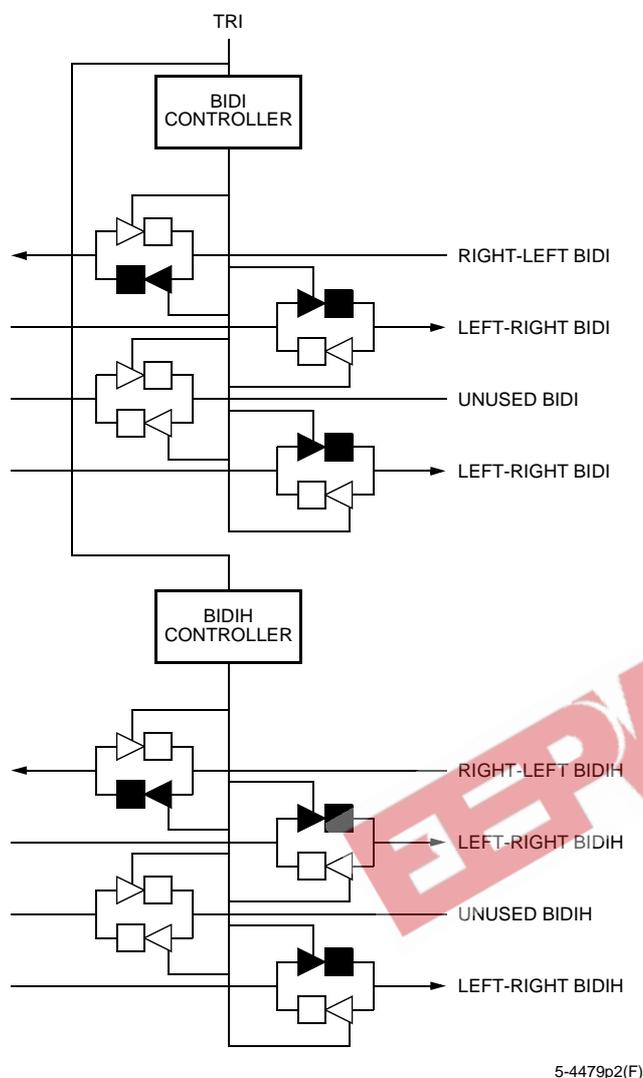 TRI
BIDI
CONTROLLER
RIGHT-LEFT BIDI
LEFT-RIGHT BIDI
UNUSED BIDI
LEFT-RIGHT BIDI
BIDIH
CONTROLLER
RIGHT-LEFT BIDIH
LEFT-RIGHT BIDIH
UNUSED BIDIH
LEFT-RIGHT BIDIH
5-4479p2(F)